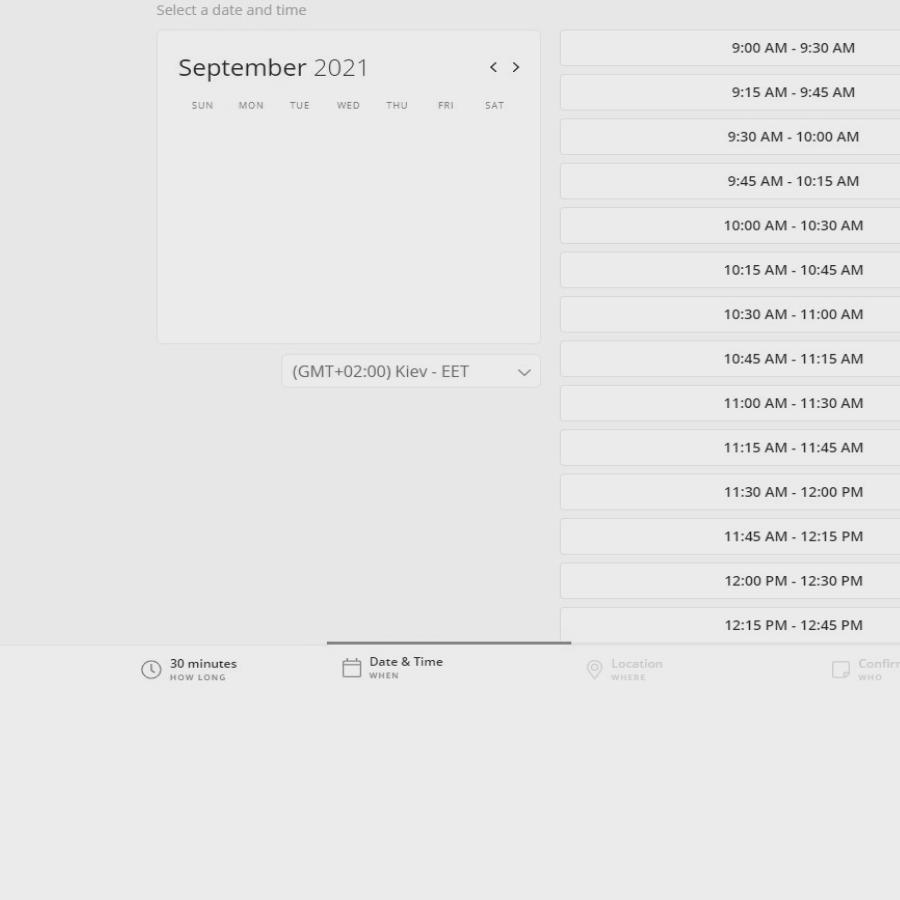 Select a date and time
September 2021
SUN MON TUE WED THU FRI SAT
(GMT+02:00) Kiev - EET
9:00 AM - 9:30 AM
9:15 AM - 9:45 AM
9:30 AM - 10:00 AM
9:45 AM - 10:15 AM
10:00 AM - 10:30 AM
10:15 AM - 10:45 AM
10:30 AM - 11:00 AM
10:45 AM - 11:15 AM
11:00 AM - 11:30 AM
11:15 AM - 11:45 AM
11:30 AM - 12:00 PM
11:45 AM - 12:15 PM
12:00 PM - 12:30 PM
12:15 PM - 12:45 PM
30 minutes
HOW LONG
Date & Time
WHEN
Location
WHERE
WHO